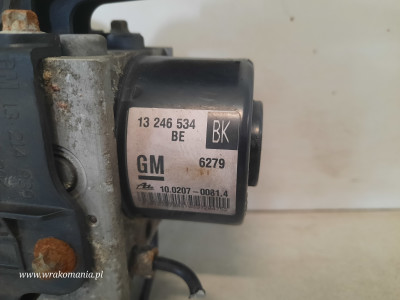 13 246 534
BE
BK
GM
6279
10.0207-0081.4
www.wrakomania.pl